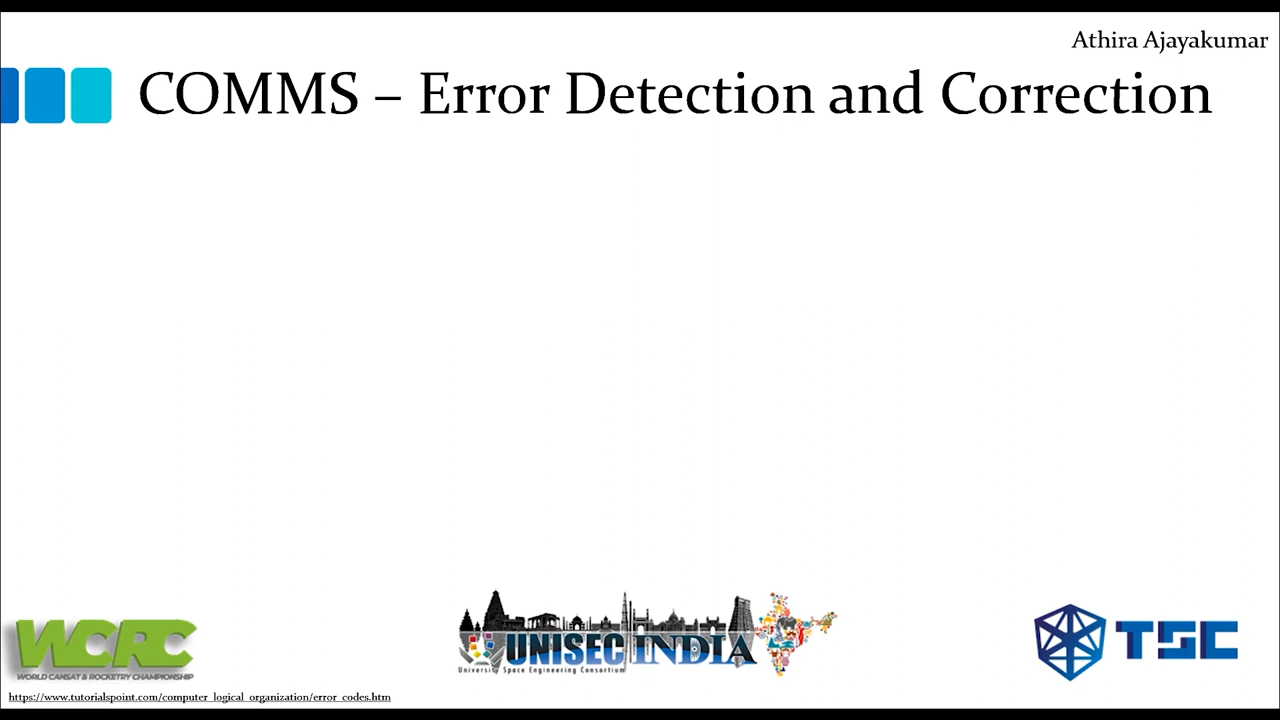 Athira Ajayakumar
COMMS – Error Detection and Correction
WCRC
WORLD CANSAT & ROCKETRY CHAMPIONSHIP
UNISEC INDIA
University Space Engineering Consortium
TSC
https://www.tutorialspoint.com/computer_logical_organization/error_codes.htm